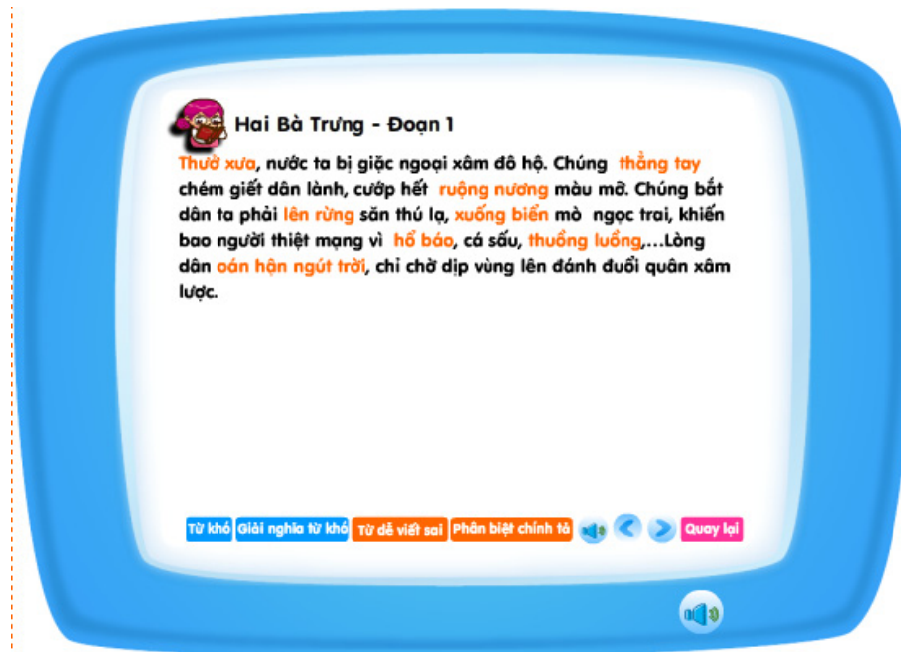 Hai Bà Trưng - Đoạn 1
Thuở xưa, nước ta bị giặc ngoại xâm đô hộ. Chúng thẳng tay
chém giết dân lành, cướp hết ruộng nương màu mỡ. Chúng bắt
dân ta phải lên rừng săn thú lạ, xuống biển mò ngọc trai, khiến
bao người thiệt mạng vì hổ báo, cá sấu, thuồng luồng,...Lòng
dân oán hận ngút trời, chỉ chờ dịp vùng lên đánh đuổi quân xâm
lược.
Từ khó Giải nghĩa từ khó Từ dễ viết sai Phân biệt chính tả Quay lại